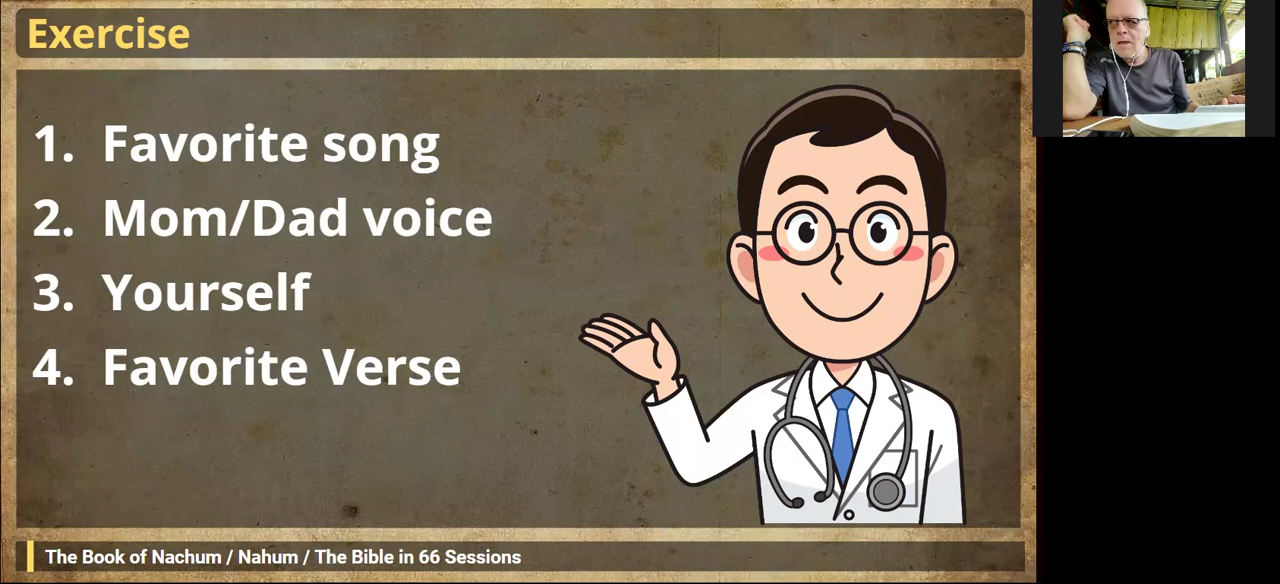 Exercise
1. Favorite song
2. Mom/Dad voice
3. Yourself
4. Favorite Verse
The Book of Nachum / Nahum / The Bible in 66 Sessions